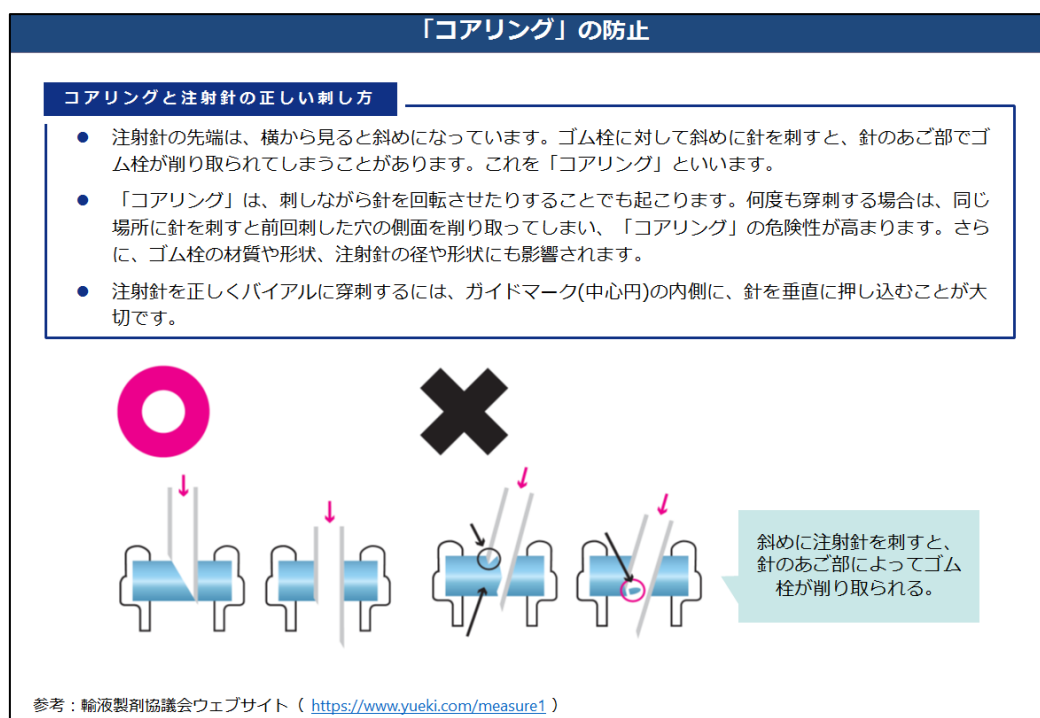 「コアリング」の防止
コアリングと注射針の正しい刺し方
● 注射針の先端は、横から見ると斜めになっています。ゴム栓に対して斜めに針を刺すと、針のあご部でゴ
ム栓が削り取られてしまうことがあります。これを「コアリング」といいます。
● 「コアリング」は、刺しながら針を回転させたりすることでも起こります。何度も穿刺する場合は、同じ
場所に針を刺すと前回刺した穴の側面を削り取ってしまい、「コアリング」の危険性が高まります。さら
に、ゴム栓の材質や形状、注射針の径や形状にも影響されます。
● 注射針を正しくバイアルに穿刺するには、ガイドマーク(中心円)の内側に、針を垂直に押し込むことが大
切です。
斜めに注射針を刺すと、
針のあご部によってゴム
栓が削り取られる。
参考：輸液製剤協議会ウェブサイト（ https://www.yueki.com/measure1 ）